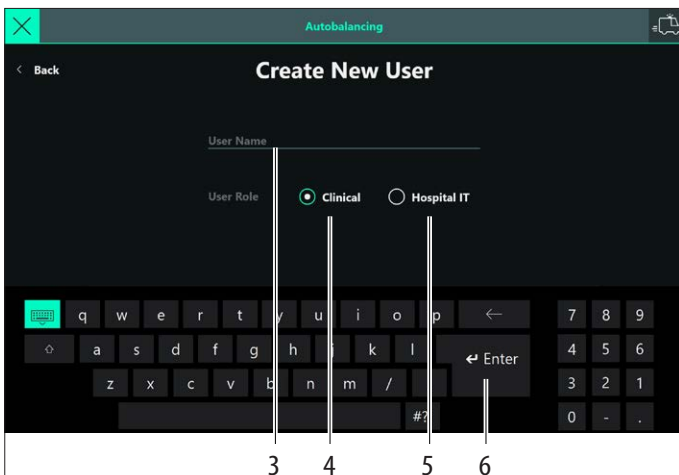 Autobalancing
< Back
Create New User
User Name
User Role Clinical Hospital IT
q w e r t y u i o p ← 7 8 9
a s d f g h j k l ↵ Enter 4 5 6
z x c v b n m / 3 2 1
#? 0 - .
3 4 5 6